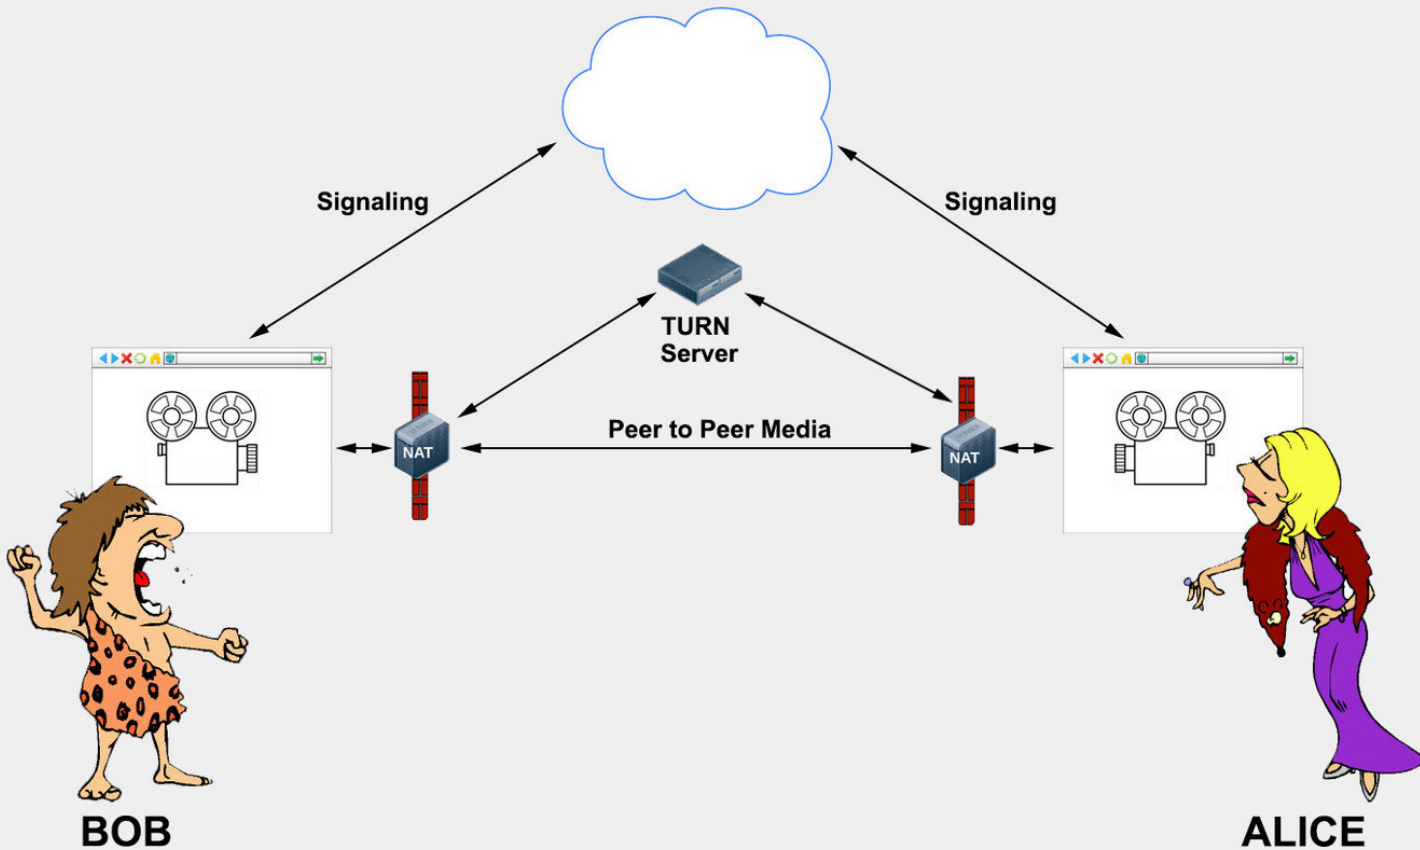 Signaling
Signaling
TURN
Server
Peer to Peer Media
NAT
NAT
BOB
ALICE